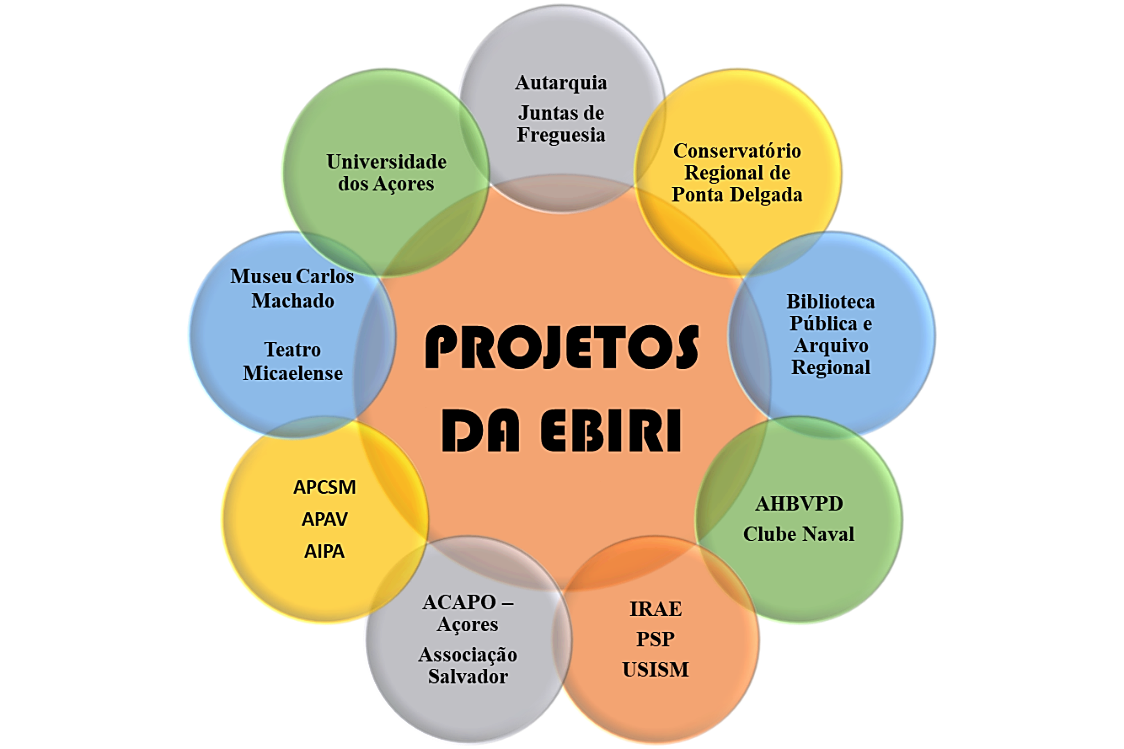 Autarquia
Juntas de
Freguesia
Conservatório
Regional de
Ponta Delgada
Biblioteca
Pública e
Arquivo
Regional
AHBVPD
Clube Naval
IRAE
PSP
USISM
ACAPO –
Açores
Associação
Salvador
APCSM
APAV
AIPA
Museu Carlos
Machado
Teatro
Micaelense
Universidade
dos Açores
PROJETOS
DA EBIRI